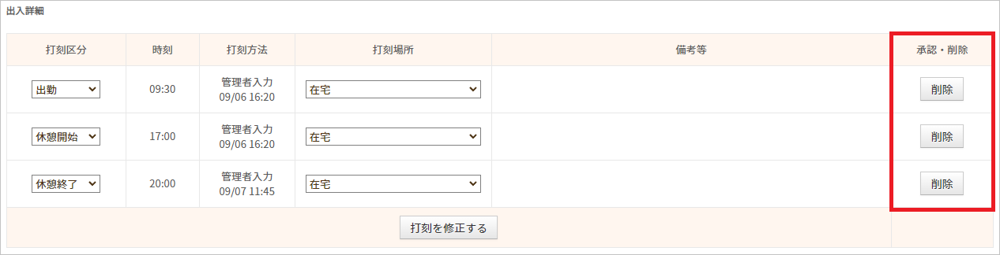 出入詳細
打刻区分 時刻 打刻方法 打刻場所 備考等 承認・削除
出勤 09:30 管理者入力 在宅 削除
09/06 16:20
休憩開始 17:00 管理者入力 在宅 削除
09/06 16:20
休憩終了 20:00 管理者入力 在宅 削除
09/07 11:45
打刻を修正する